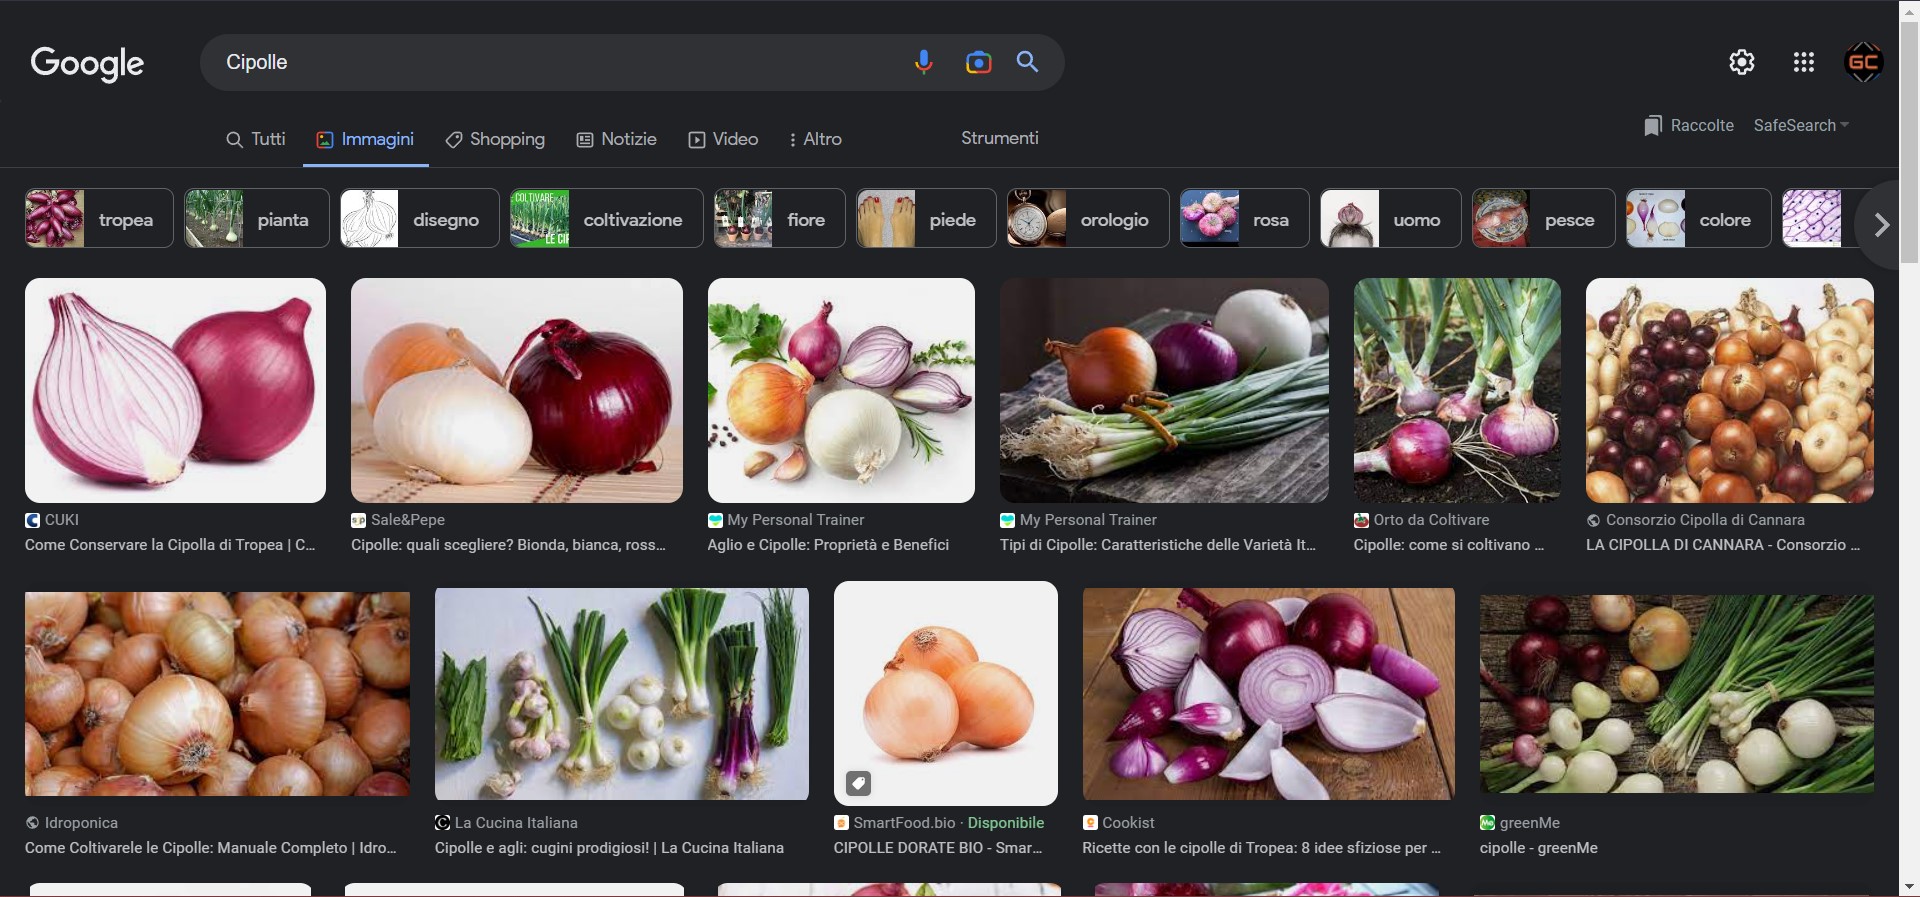 Google
Cipolle
GC
Tutti
Immagini
Shopping
Notizie
Video
Altro
Strumenti
Raccolte
SafeSearch
tropea
pianta
disegno
COLTIVARE
LE CI
coltivazione
fiore
piede
orologio
rosa
uomo
pesce
colore
CUKI
Come Conservare la Cipolla di Tropea | C...
Sale&Pepe
Cipolle: quali scegliere? Bionda, bianca, ross...
My Personal Trainer
Aglio e Cipolle: Proprietà e Benefici
My Personal Trainer
Tipi di Cipolle: Caratteristiche delle Varietà It...
Orto da Coltivare
Cipolle: come si coltivano ...
Consorzio Cipolla di Cannara
LA CIPOLLA DI CANNARA - Consorzio ...
Idroponica
Come Coltivarele le Cipolle: Manuale Completo | Idro...
La Cucina Italiana
Cipolle e agli: cugini prodigiosi! | La Cucina Italiana
SmartFood.bio · Disponibile
CIPOLLE DORATE BIO - Smar...
Cookist
Ricette con le cipolle di Tropea: 8 idee sfiziose per ...
greenMe
cipolle - greenMe